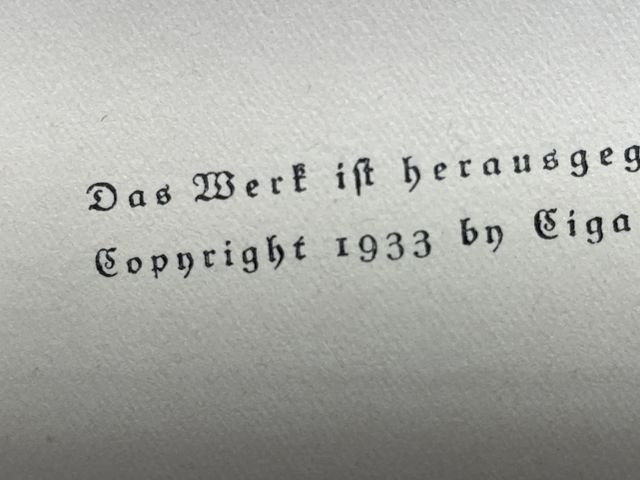 Das Werk ist herausgeg
Copyright 1933 by Ciga